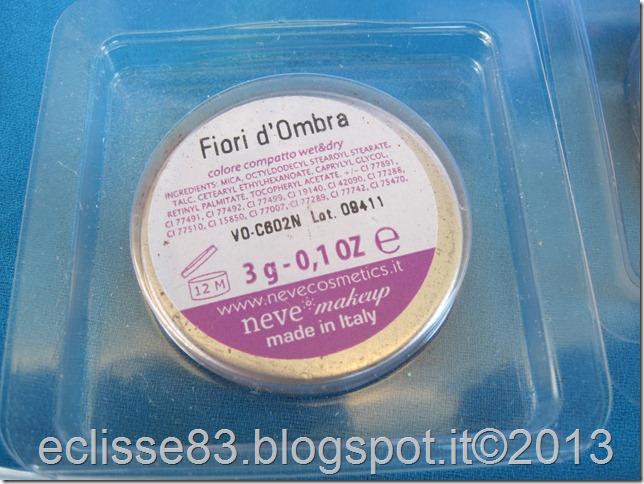 Fiori d'Ombra
colore compatto wet&dry
INGREDIENTS: MICA, OCTYLDODECYL STEAROYL STEARATE,
TALC, CETEARYL ETHYLHEXANOATE, CAPRYLYL GLYCOL,
RETINYL PALMITATE, TOCOPHERYL ACETATE. +/- CI 77891,
CI 77491, CI 77492, CI 77499, CI 19140, CI 42090, CI 77288,
CI 77510, CI 15850, CI 77007, CI 77289, CI 77742, CI 75470.
VO-C602N Lot. 09411
12 M
3 g - 0,1 OZ e
www.nevecosmetics.it
neve makeup
made in Italy
eclisse83.blogspot.it©2013